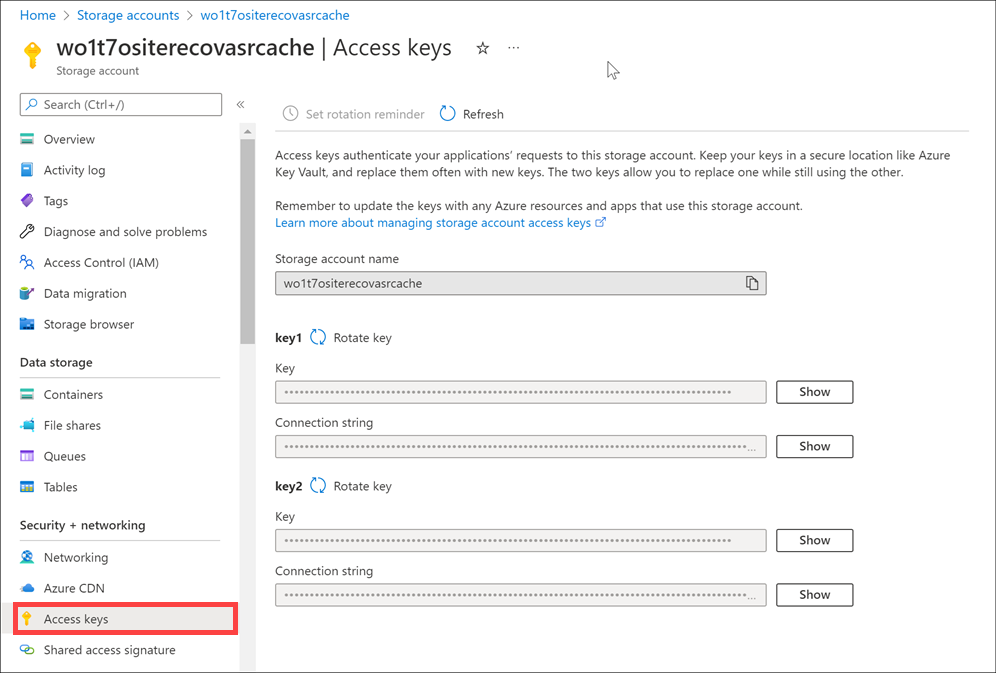 Home > Storage accounts > wo1t7ositerecovasrcache
wo1t7ositerecovasrcache | Access keys
Storage account
Search (Ctrl+/)
Overview
Activity log
Tags
Diagnose and solve problems
Access Control (IAM)
Data migration
Storage browser
Data storage
Containers
File shares
Queues
Tables
Security + networking
Networking
Azure CDN
Access keys
Shared access signature
Set rotation reminder
Refresh
Access keys authenticate your applications’ requests to this storage account. Keep your keys in a secure location like Azure
Key Vault, and replace them often with new keys. The two keys allow you to replace one while still using the other.
Remember to update the keys with any Azure resources and apps that use this storage account.
Learn more about managing storage account access keys
Storage account name
wo1t7ositerecovasrcache
key1 Rotate key
Key
Show
Connection string
Show
key2 Rotate key
Key
Show
Connection string
Show